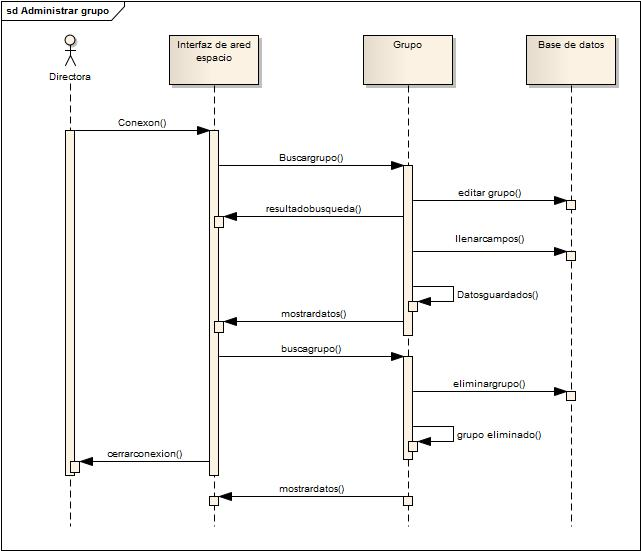 sd Administrar grupo
Directora
Interfaz de ared
espacio
Grupo
Base de datos
Conexon()
Buscargrupo()
editar grupo()
resultadobusqueda()
llenarcampos()
Datosguardados()
mostrardatos()
buscagrupo()
eliminargrupo()
grupo eliminado()
cerrarconexion()
mostrardatos()